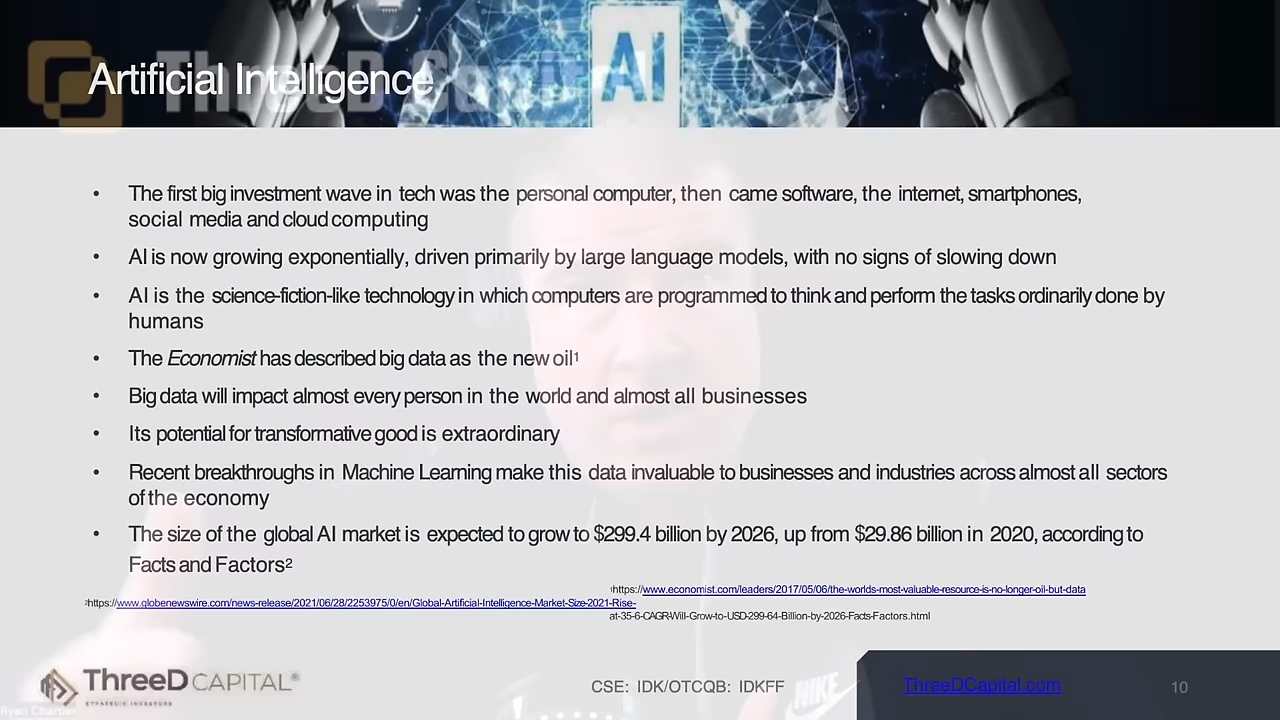 ThreeD Capital
Artificial Intelligence
AI
• The first big investment wave in tech was the personal computer, then came software, the internet, smartphones,
social media and cloud computing
• AI is now growing exponentially, driven primarily by large language models, with no signs of slowing down
• AI is the science-fiction-like technology in which computers are programmed to think and perform the tasks ordinarily done by
humans
• The Economist has described big data as the new oil¹
• Big data will impact almost every person in the world and almost all businesses
• Its potential for transformative good is extraordinary
• Recent breakthroughs in Machine Learning make this data invaluable to businesses and industries across almost all sectors
of the economy
• The size of the global AI market is expected to grow to $299.4 billion by 2026, up from $29.86 billion in 2020, according to
Facts and Factors²
¹https://www.economist.com/leaders/2017/05/06/the-worlds-most-valuable-resource-is-no-longer-oil-but-data
²https://www.globenewswire.com/news-release/2021/06/28/2253975/0/en/Global-Artificial-Intelligence-Market-Size-2021-Rise-
at-35-6-CAGR-Will-Grow-to-USD-299-64-Billion-by-2026-Facts-Factors.html
ThreeD CAPITAL®
STRATEGIC INVESTORS
CSE: IDK/OTCQB: IDKFF
NIKE
ThreeDCapital.com
10
Ryan Chartier